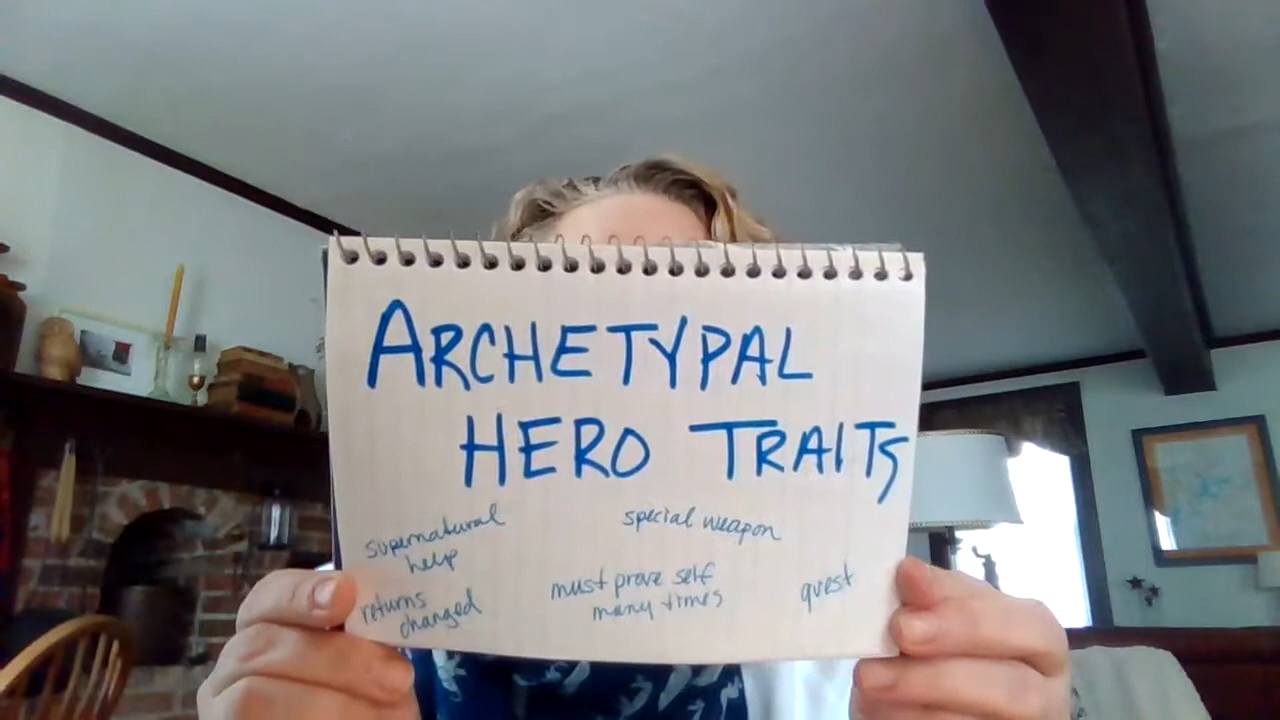 ARCHETYPAL
HERO TRAITS
supernatural
help
special weapon
returns
changed
must prove self
many times
quest